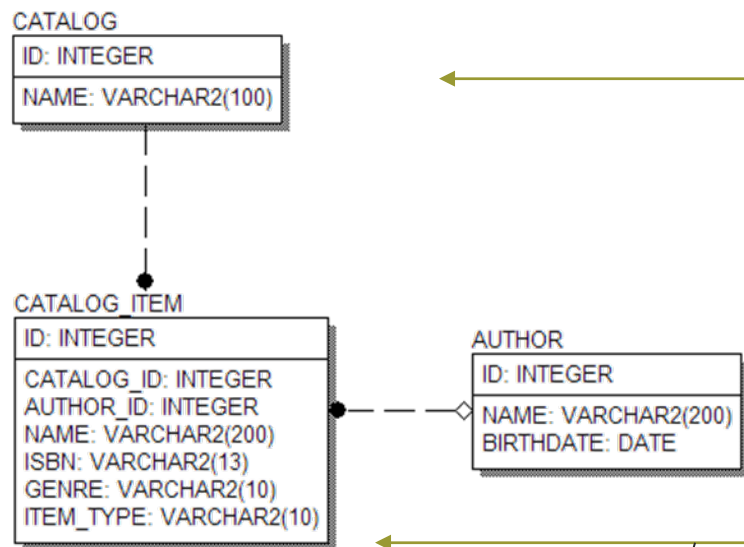 CATALOG
ID: INTEGER
NAME: VARCHAR2(100)
CATALOG_ITEM
ID: INTEGER
CATALOG_ID: INTEGER
AUTHOR_ID: INTEGER
NAME: VARCHAR2(200)
ISBN: VARCHAR2(13)
GENRE: VARCHAR2(10)
ITEM_TYPE: VARCHAR2(10)
AUTHOR
ID: INTEGER
NAME: VARCHAR2(200)
BIRTHDATE: DATE